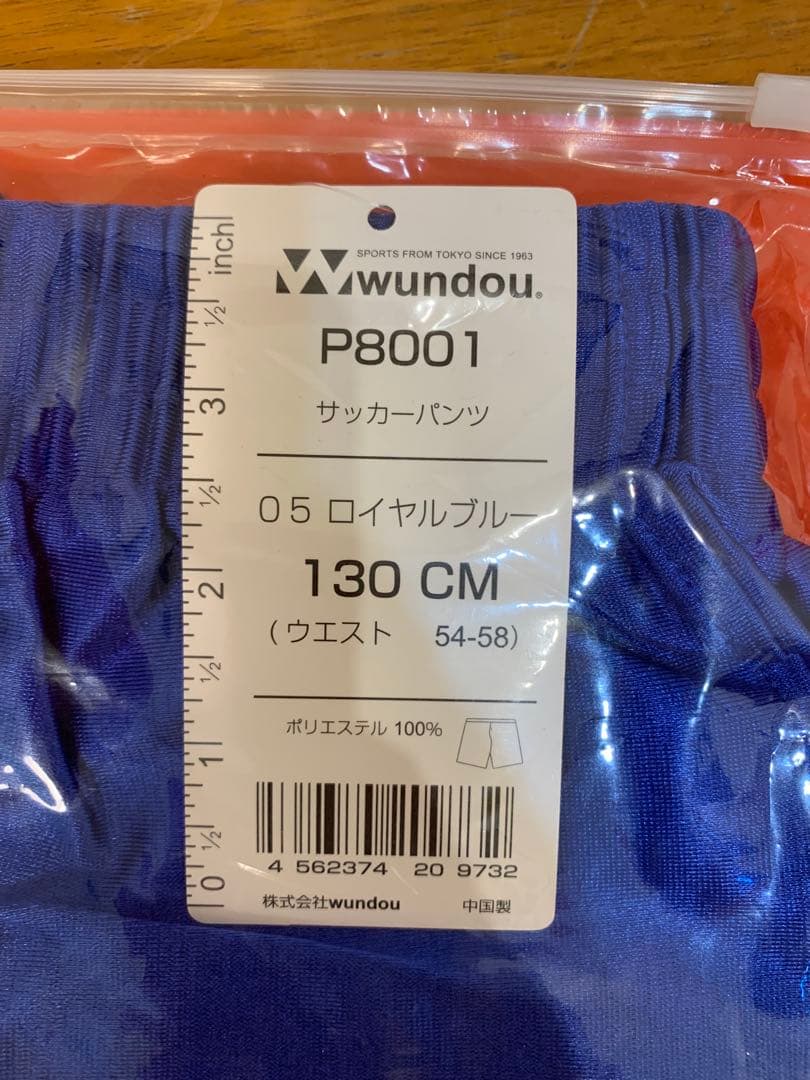 SPORTS FROM TOKYO SINCE 1963
wundou®
P8001
サッカーパンツ
05 ロイヤルブルー
130 CM
(ウエスト 54-58)
ポリエステル 100%
4 562374 209732
株式会社wundou 中国製
inch
1/2
3
1/2
2
1/2
1
1/2
0